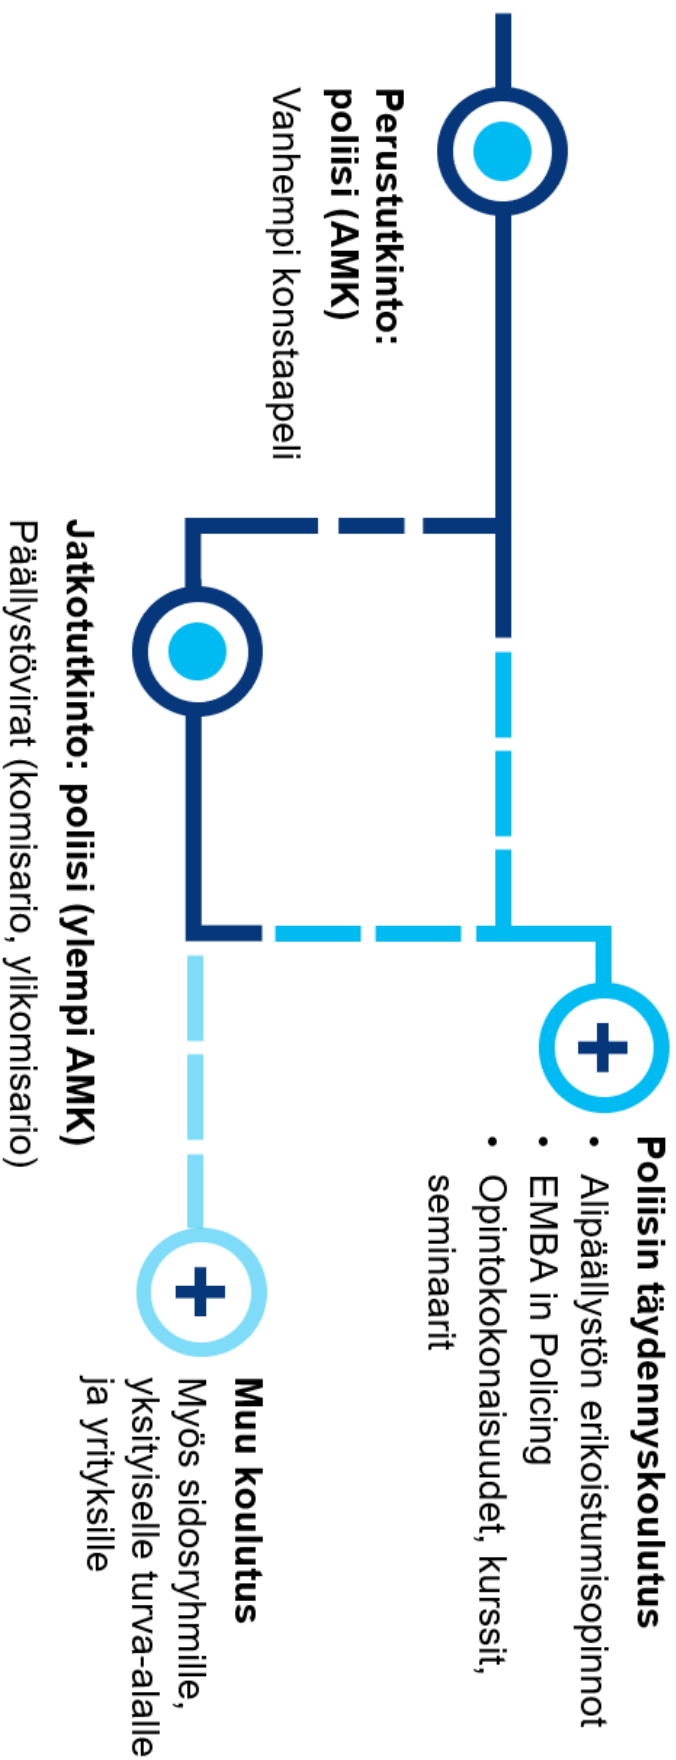 Perustutkinto:
poliisi (AMK)
Vanhempi konstaapeli
Jatkotutkinto: poliisi (ylempi AMK)
Päällystövirat (komisario, ylikomisario)
Poliisin täydennyskoulutus
• Alipäällystön erikoistumisopinnot
• EMBA in Policing
• Opintokokonaisuudet, kurssit,
seminaarit
Muu koulutus
Myös sidosryhmille,
yksityiselle turva-alalle
ja yrityksille